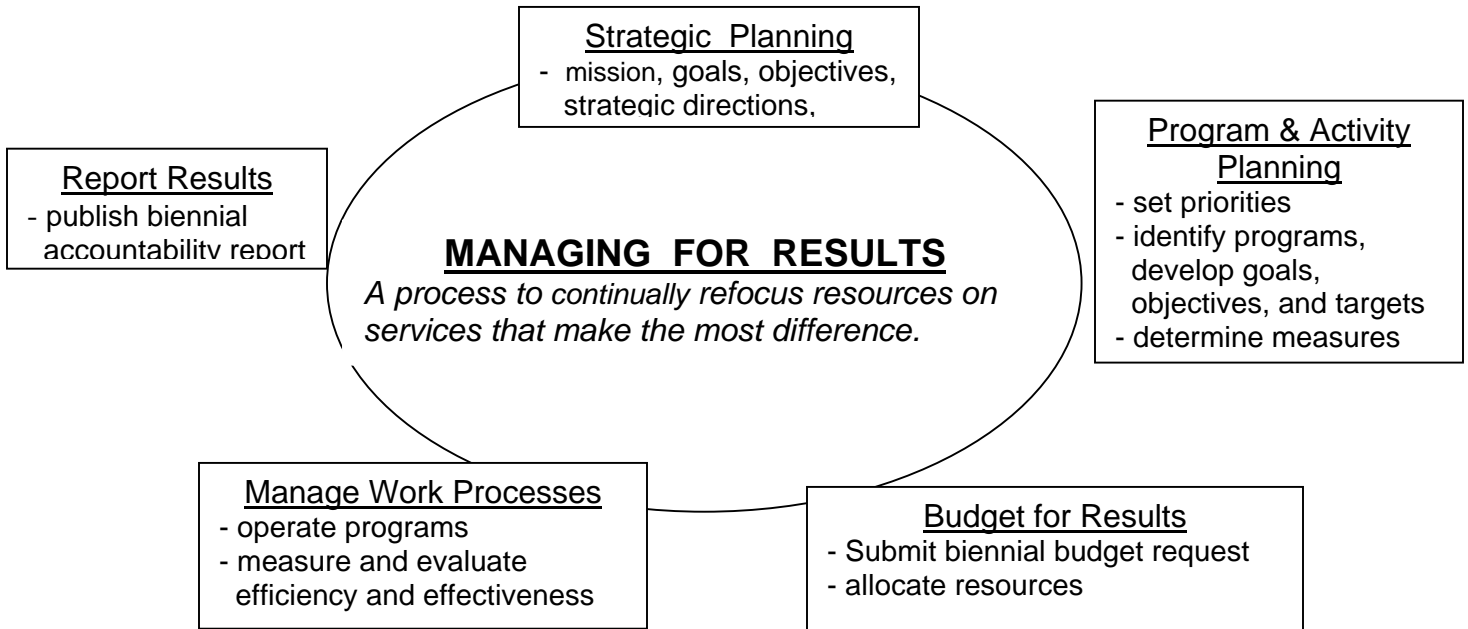 Strategic Planning
- mission, goals, objectives,
strategic directions,
Program & Activity
Planning
- set priorities
- identify programs,
develop goals,
objectives, and targets
- determine measures
Report Results
- publish biennial
accountability report
MANAGING FOR RESULTS
A process to continually refocus resources on
services that make the most difference.
Manage Work Processes
- operate programs
- measure and evaluate
efficiency and effectiveness
Budget for Results
- Submit biennial budget request
- allocate resources